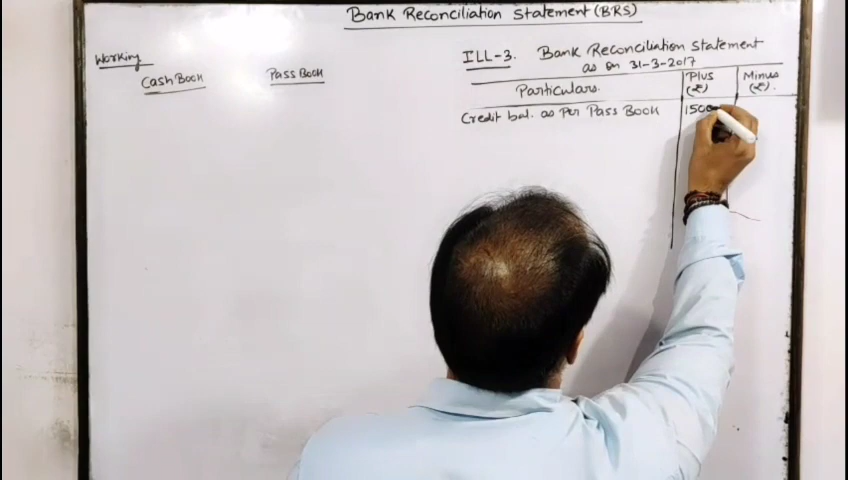 Bank Reconciliation Statement (BRS)
Working
Cash Book
Pass Book
ILL-3. Bank Reconciliation Statement
as on 31-3-2017
Particulars. Plus (₹) Minus (₹).
Credit bal. as Per Pass Book